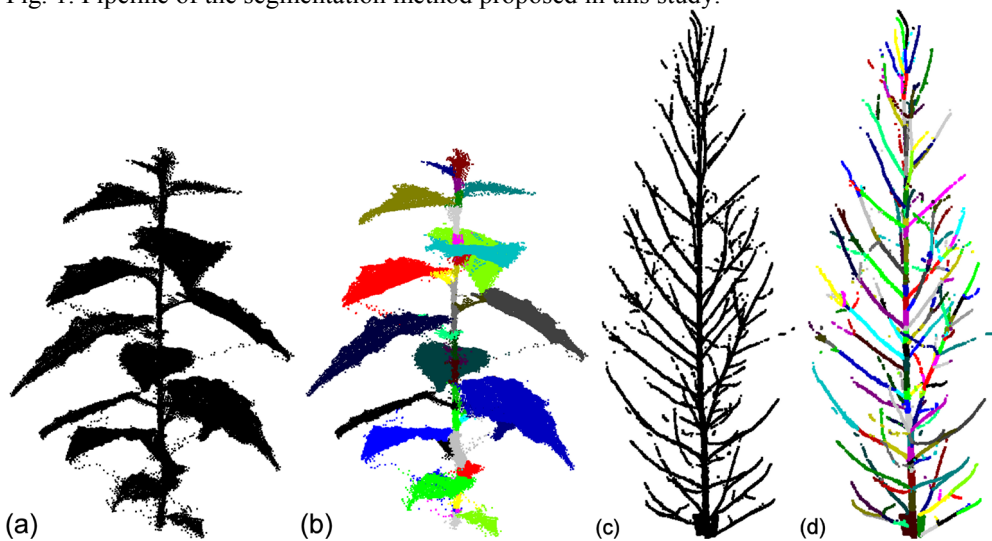 Fig. 1. Pipeline of the segmentation method proposed in this study.
(a) (b) (c) (d)